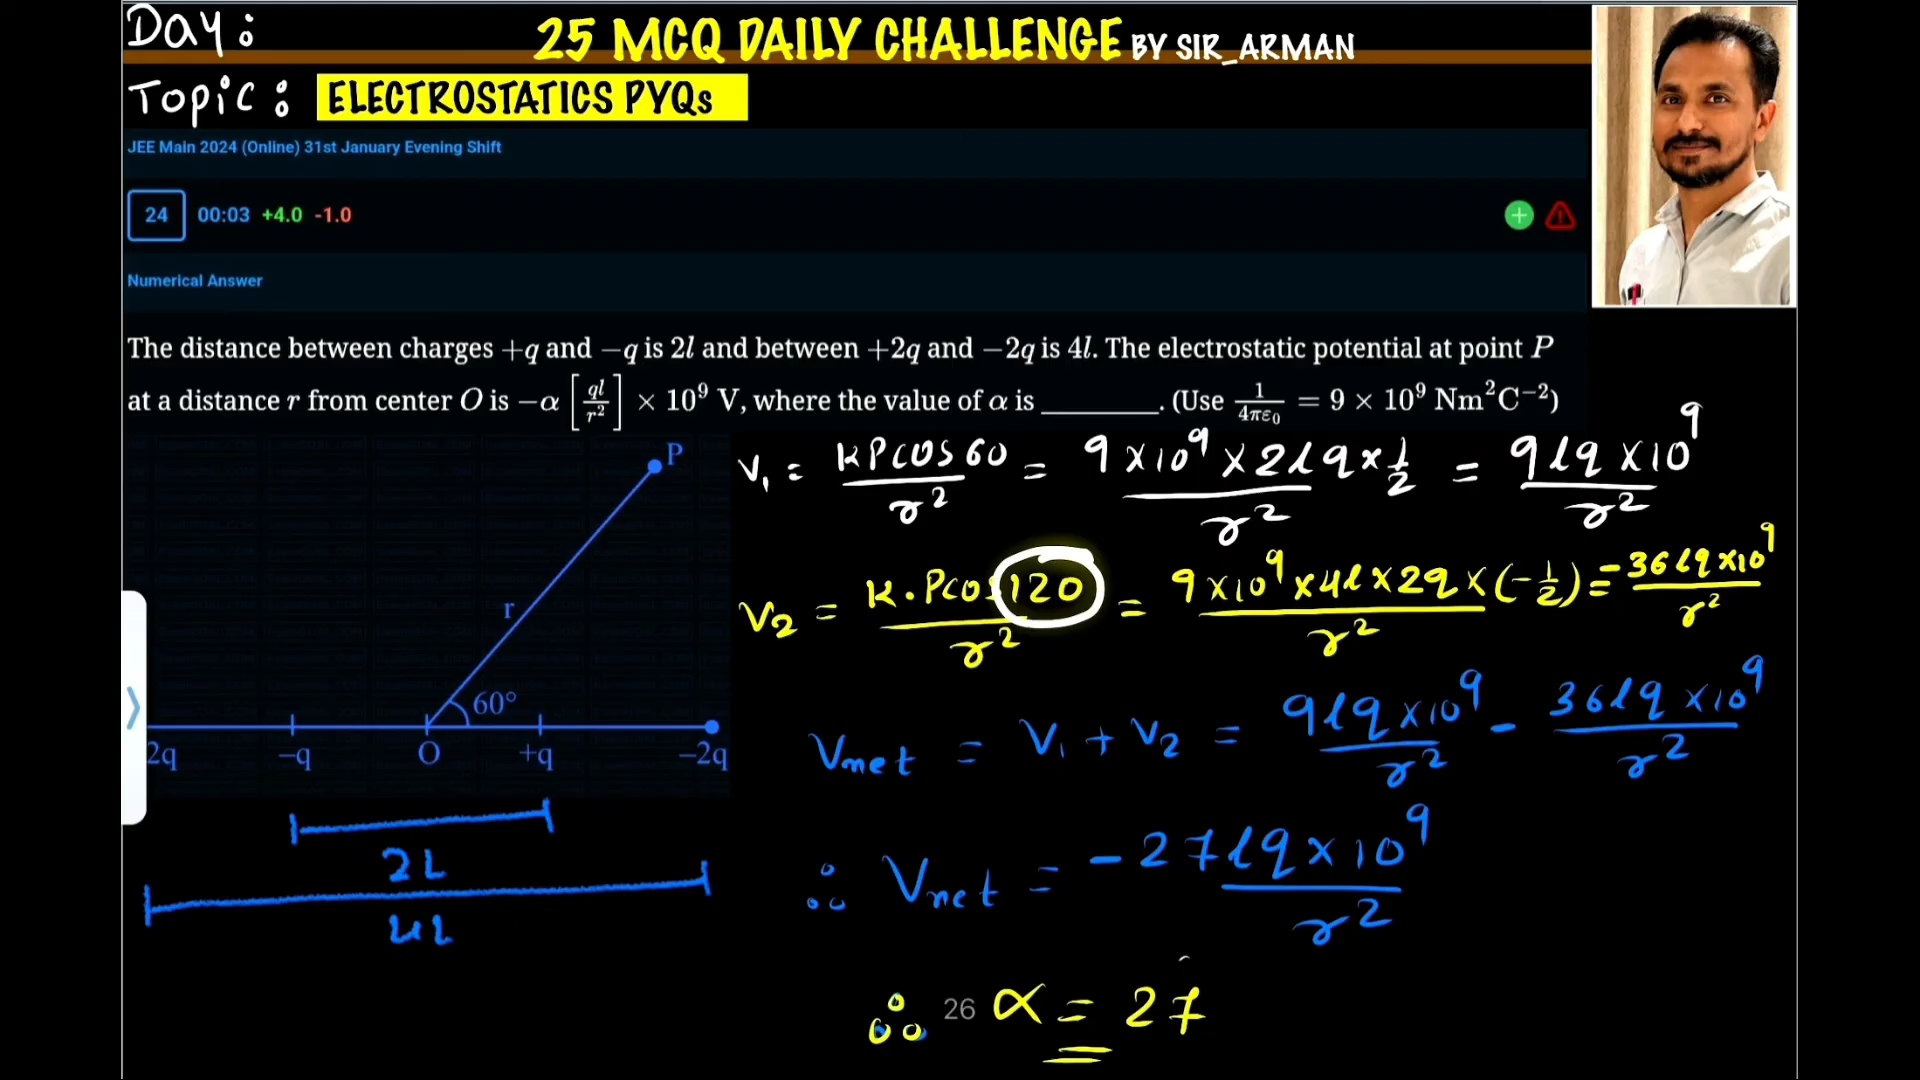 Day:
25 MCQ DAILY CHALLENGE BY SIR_ARMAN
Topic: ELECTROSTATICS PYQs
JEE Main 2024 (Online) 31st January Evening Shift
24 00:03 +4.0 -1.0
Numerical Answer
The distance between charges +q and −q is 2l and between +2q and −2q is 4l. The electrostatic potential at point P
at a distance r from center O is −α [ql/r²] × 10⁹ V, where the value of α is ________. (Use 1/4πε₀ = 9 × 10⁹ Nm²C⁻²)
V₁ = KPcos60/r² = 9×10⁹×2lq×1/2/r² = 9lq×10⁹/r²
V₂ = K.Pcos120/r² = 9×10⁹×4l×2q×(-1/2)/r² = -36lq×10⁹/r²
Vnet = V₁ + V₂ = 9lq×10⁹/r² - 36lq×10⁹/r²
∴ Vnet = -27lq×10⁹/r²
∴ α = 27
26
P
r
60°
2q −q O +q −2q
2L
4L